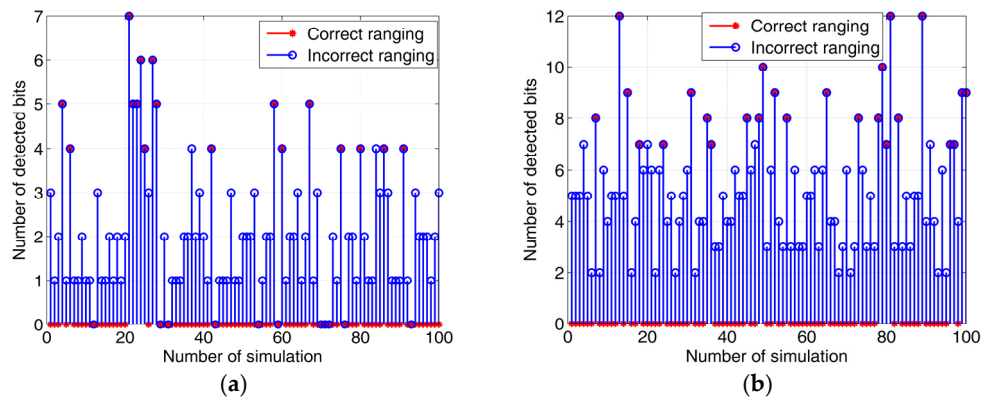 7
6
5
4
3
2
1
0
Number of detected bits
Correct ranging
Incorrect ranging
0 20 40 60 80 100
Number of simulation
(a)
12
10
8
6
4
2
0
Number of detected bits
Correct ranging
Incorrect ranging
0 20 40 60 80 100
Number of simulation
(b)